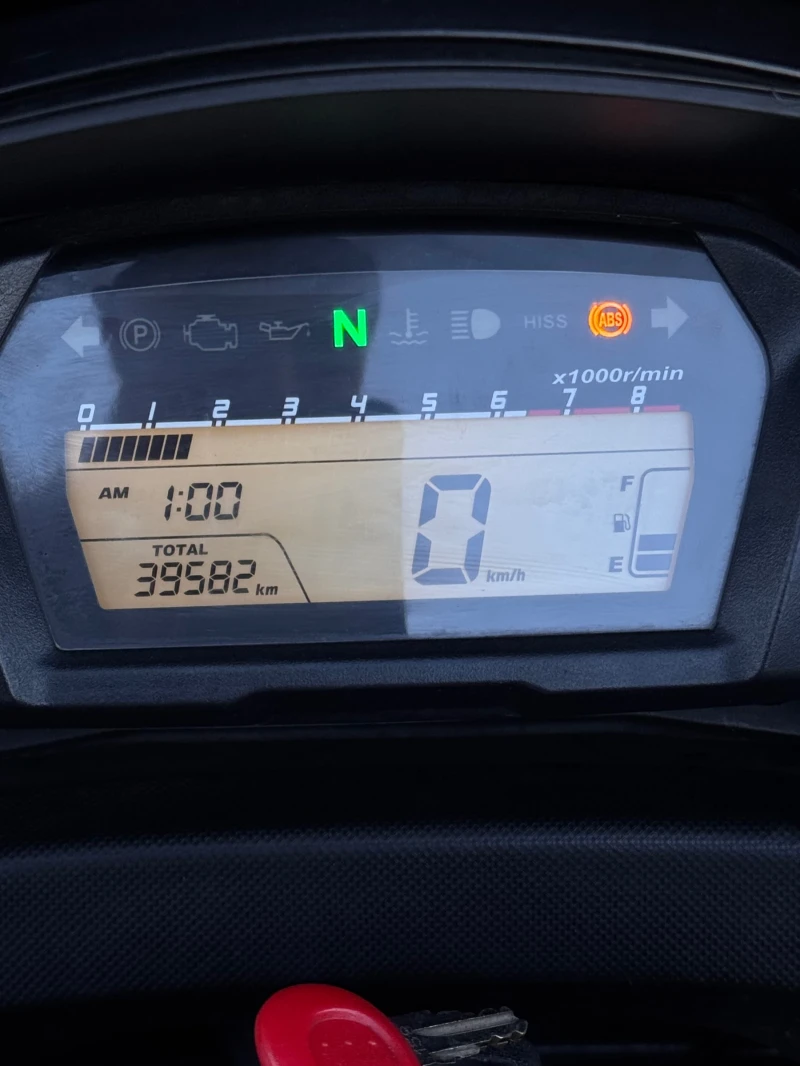 P N HISS ABS
x1000r/min
0 1 2 3 4 5 6 7 8
AM 1:00
F
0 km/h
E
TOTAL
39582 km